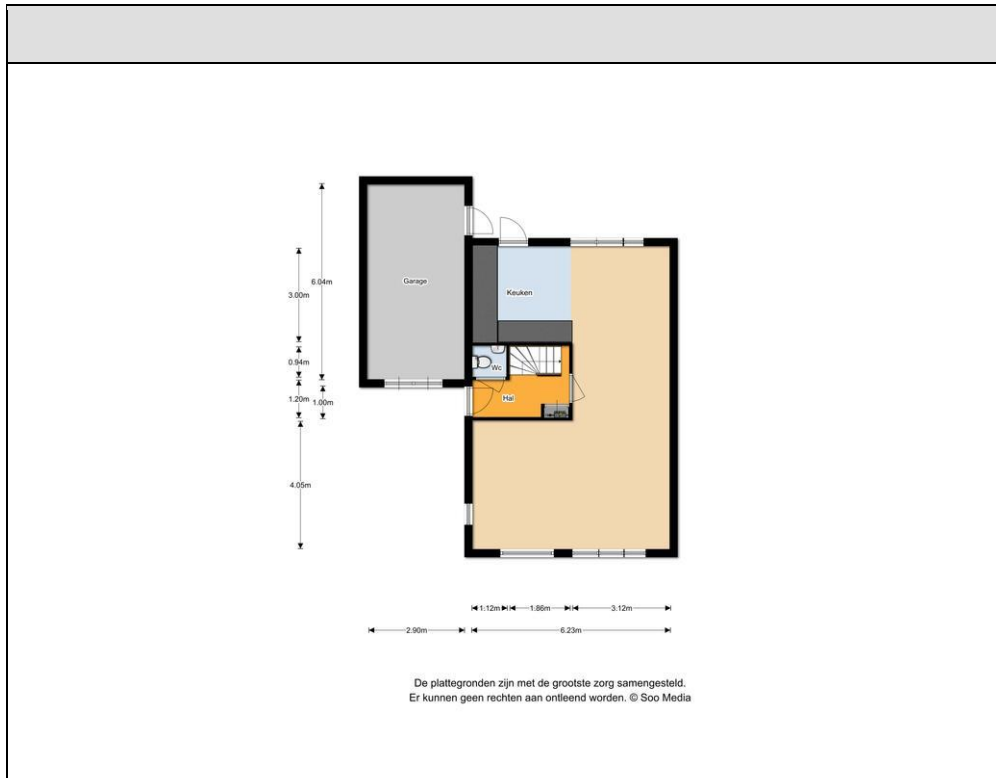 6.04m
3.00m
Garage
Keuken
0.94m
Wc
1.20m
1.00m
Hal
4.05m
1.12m
1.86m
3.12m
2.90m
6.23m
De plattegronden zijn met de grootste zorg samengesteld.
Er kunnen geen rechten aan ontleend worden. © Soo Media